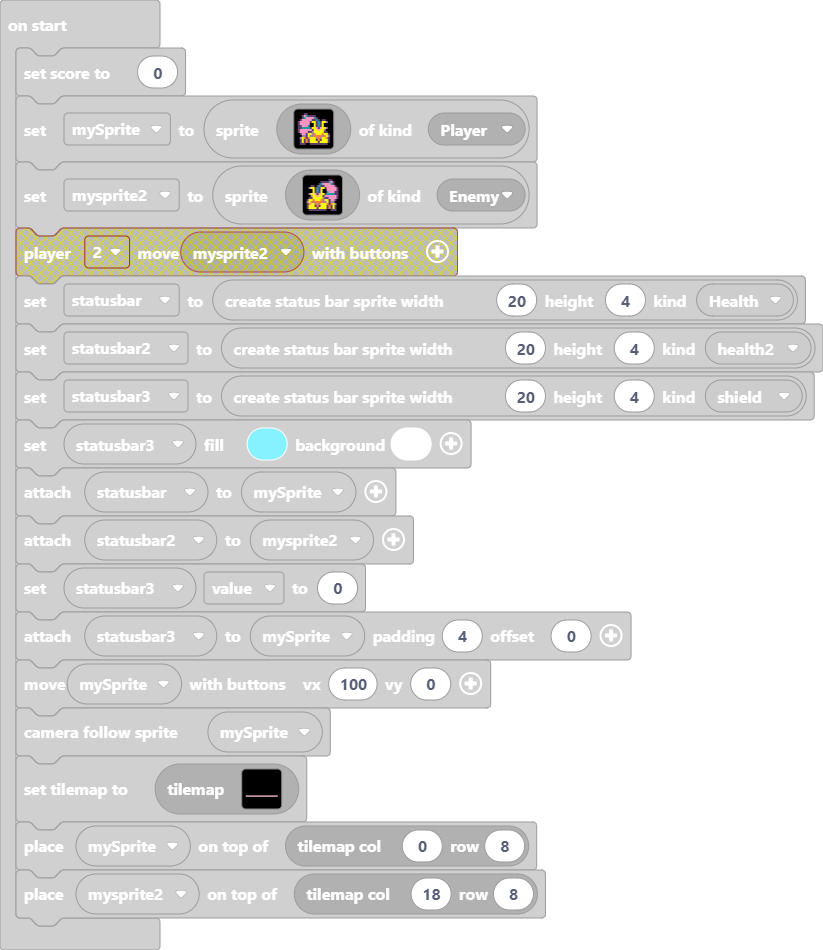 on start
set score to 0
set mySprite to sprite of kind Player
set mysprite2 to sprite of kind Enemy
player 2 move mysprite2 with buttons
set statusbar to create status bar sprite width 20 height 4 kind Health
set statusbar2 to create status bar sprite width 20 height 4 kind health2
set statusbar3 to create status bar sprite width 20 height 4 kind shield
set statusbar3 fill background
attach statusbar to mySprite
attach statusbar2 to mysprite2
set statusbar3 value to 0
attach statusbar3 to mySprite padding 4 offset 0
move mySprite with buttons vx 100 vy 0
camera follow sprite mySprite
set tilemap to tilemap
place mySprite on top of tilemap col 0 row 8
place mysprite2 on top of tilemap col 18 row 8